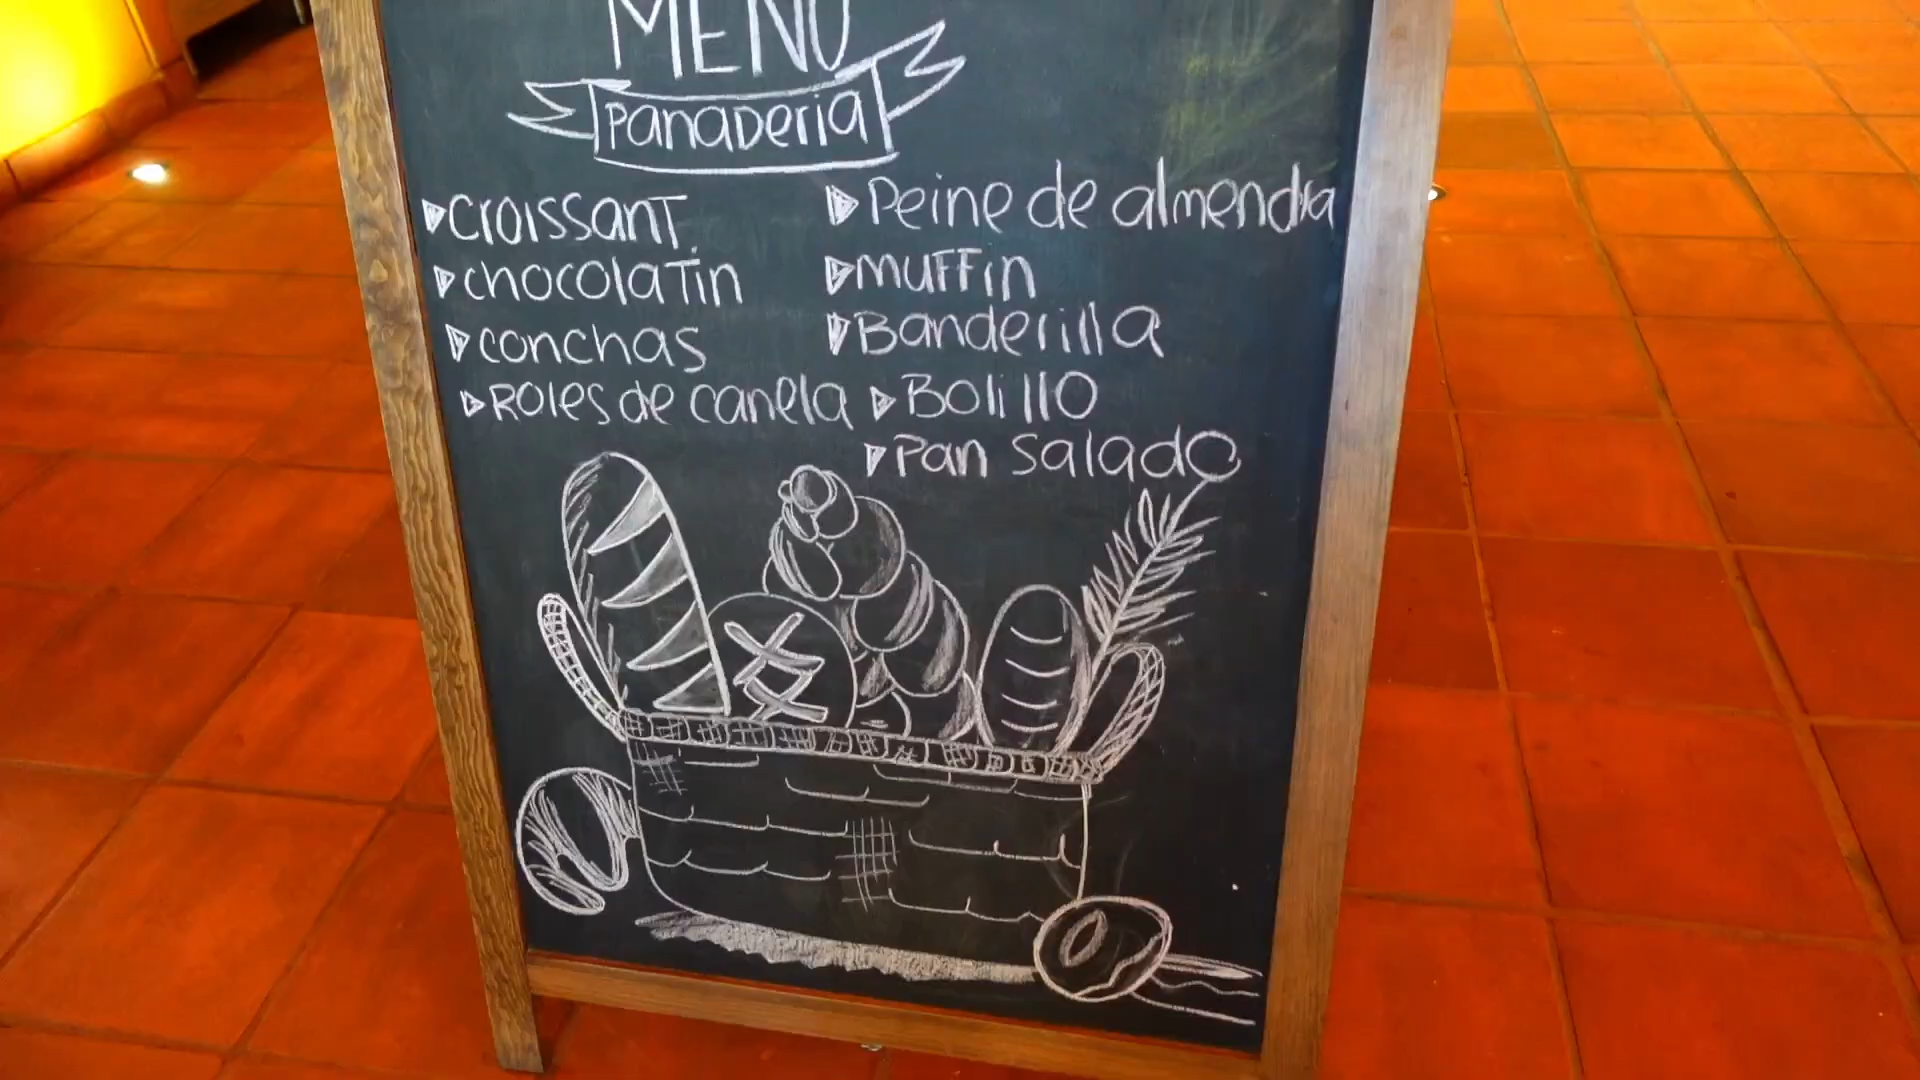 MENU
Panaderia
Croissant
Chocolatin
Conchas
Roles de canela
Peine de almendra
Muffin
Banderilla
Bolillo
Pan salado